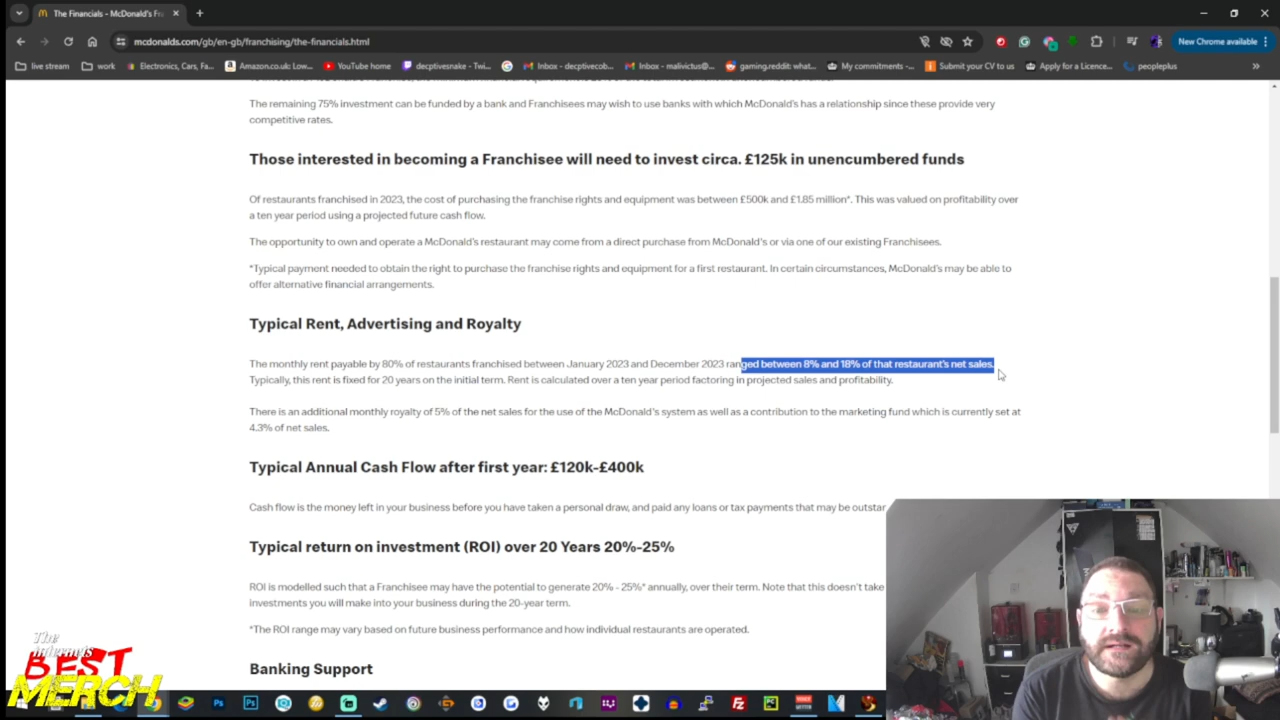 The Financials - McDonald's Fr
mcdonalds.com/gb/en-gb/franchising/the-financials.html
New Chrome available
live stream
work
Electronics, Cars, Fa...
Amazon.co.uk: Low...
YouTube home
decptivesnake - Twi...
Inbox - decptivecob...
Inbox - malivictus@...
gaming.reddit: what...
My commitments -...
Submit your CV to us
Apply for a Licence...
peopleplus
The remaining 75% investment can be funded by a bank and Franchisees may wish to use banks with which McDonald's has a relationship since these provide very
competitive rates.
Those interested in becoming a Franchisee will need to invest circa. £125k in unencumbered funds
Of restaurants franchised in 2023, the cost of purchasing the franchise rights and equipment was between £500k and £1.85 million*. This was valued on profitability over
a ten year period using a projected future cash flow.
The opportunity to own and operate a McDonald's restaurant may come from a direct purchase from McDonald's or via one of our existing Franchisees.
*Typical payment needed to obtain the right to purchase the franchise rights and equipment for a first restaurant. In certain circumstances, McDonald's may be able to
offer alternative financial arrangements.
Typical Rent, Advertising and Royalty
The monthly rent payable by 80% of restaurants franchised between January 2023 and December 2023 ranged between 8% and 18% of that restaurant's net sales.
Typically, this rent is fixed for 20 years on the initial term. Rent is calculated over a ten year period factoring in projected sales and profitability.
There is an additional monthly royalty of 5% of the net sales for the use of the McDonald's system as well as a contribution to the marketing fund which is currently set at
4.3% of net sales.
Typical Annual Cash Flow after first year: £120k-£400k
Cash flow is the money left in your business before you have taken a personal draw, and paid any loans or tax payments that may be outstar
Typical return on investment (ROI) over 20 Years 20%-25%
ROI is modelled such that a Franchisee may have the potential to generate 20% - 25%* annually, over their term. Note that this doesn't take
investments you will make into your business during the 20-year term.
*The ROI range may vary based on future business performance and how individual restaurants are operated.
Banking Support
The
internets
BEST
MERCH